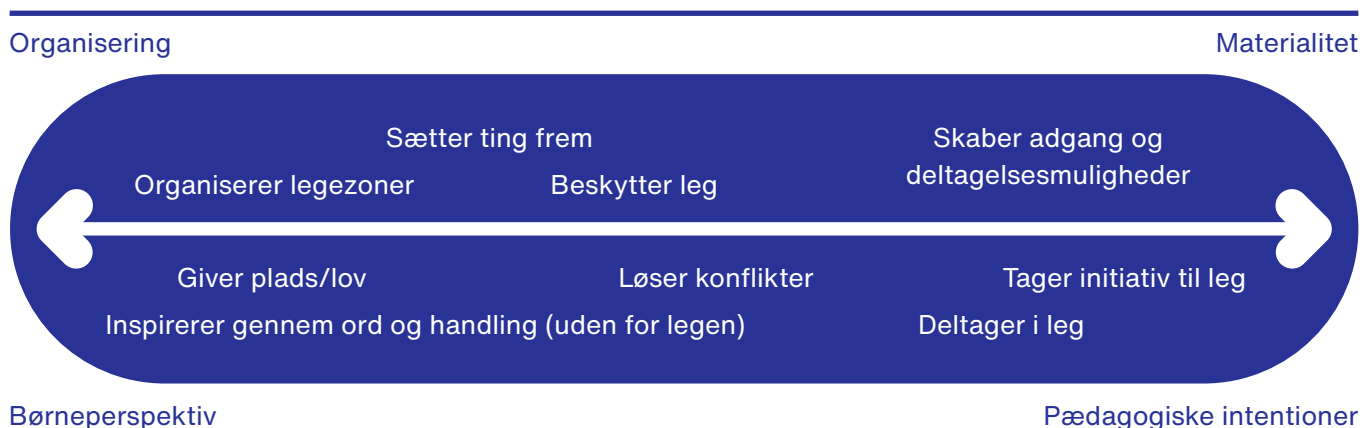 Organisering
Materialitet
Sætter ting frem
Skaber adgang og
deltagelsesmuligheder
Organiserer legezoner
Beskytter leg
Giver plads/lov
Løser konflikter
Tager initiativ til leg
Inspirerer gennem ord og handling (uden for legen)
Deltager i leg
Børneperspektiv
Pædagogiske intentioner